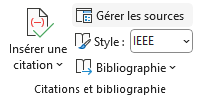 Insérer une
citation
Gérer les sources
Style : IEEE
Bibliographie
Citations et bibliographie